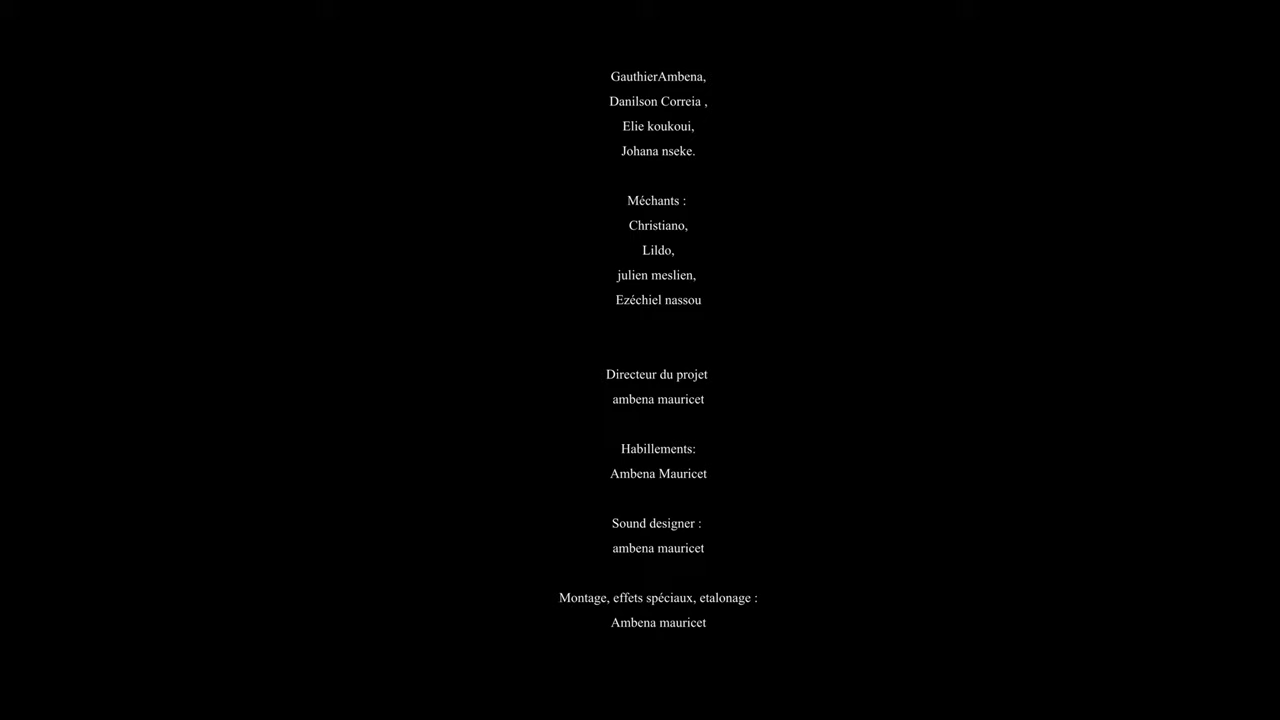 GauthierAmbena,
Danilson Correia ,
Elie koukoui,
Johana nseke.
Méchants :
Christiano,
Lildo,
julien meslien,
Ezéchiel nassou
Directeur du projet
ambena mauricet
Habillements:
Ambena Mauricet
Sound designer :
ambena mauricet
Montage, effets spéciaux, etalonage :
Ambena mauricet